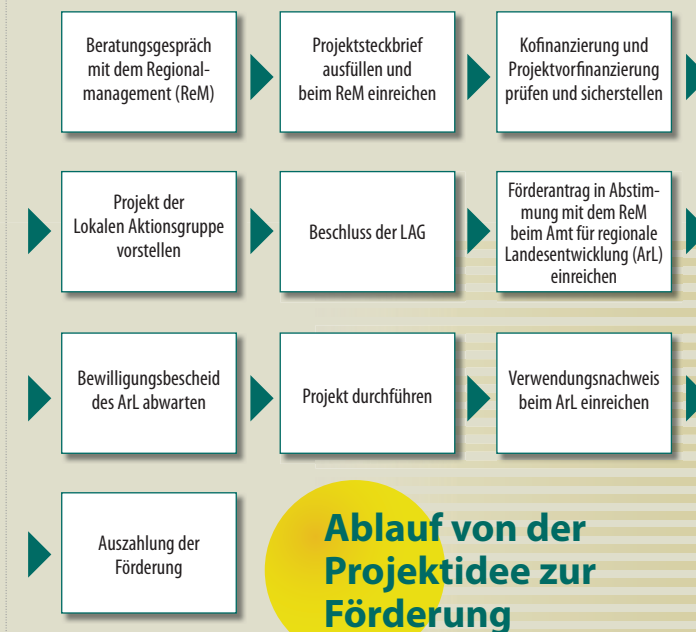 Beratungsgespräch
mit dem Regional-
management (ReM)
Projektsteckbrief
ausfüllen und
beim ReM einreichen
Kofinanzierung und
Projektvorfinanzierung
prüfen und sicherstellen
Projekt der
Lokalen Aktionsgruppe
vorstellen
Beschluss der LAG
Förderantrag in Abstim-
mung mit dem ReM
beim Amt für regionale
Landesentwicklung (ArL)
einreichen
Bewilligungsbescheid
des ArL abwarten
Projekt durchführen
Verwendungsnachweis
beim ArL einreichen
Auszahlung der
Förderung
Ablauf von der
Projektidee zur
Förderung